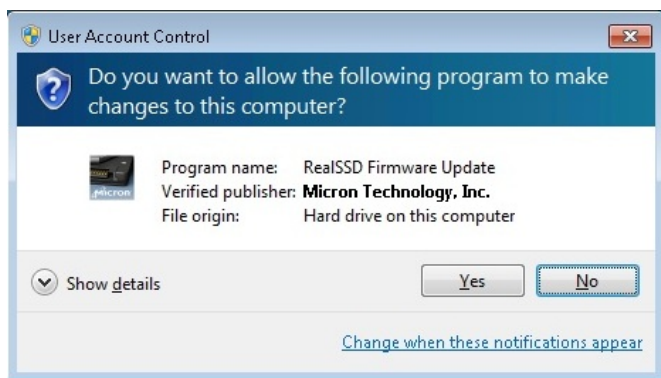 User Account Control
Do you want to allow the following program to make
changes to this computer?
Micron
Program name: RealSSD Firmware Update
Verified publisher: Micron Technology, Inc.
File origin: Hard drive on this computer
Show details
Yes
No
Change when these notifications appear